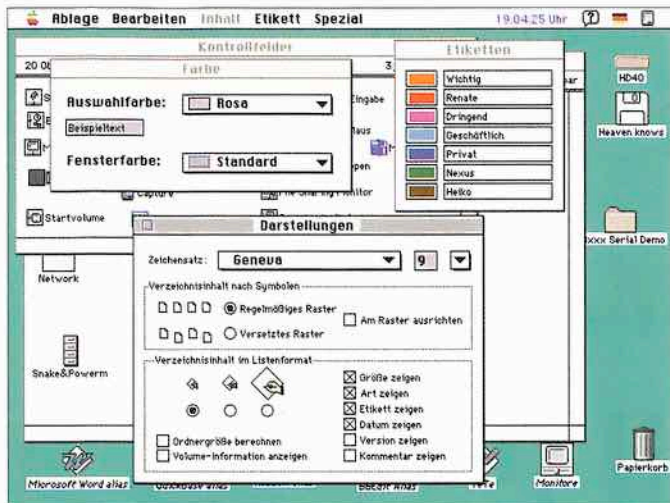 Ablage Bearbeiten Inhalt Etikett Spezial 19.04.25 Uhr
Kontrollfelder
Farbe
Auswahlfarbe: Rosa
Beispieltext
Fensterfarbe: Standard
Startvolume
Etiketten
Wichtig
Renate
Dringend
Geschäftlich
Privat
Nexus
Heiko
HD40
Heaven knows
Serial Demo
Network
Snake&Powerm
Darstellungen
Zeichensatz: Geneva 9
Verzeichnisinhalt nach Symbolen
Regelmäßiges Raster
Versetztes Raster
Am Raster ausrichten
Verzeichnisinhalt im Listenformat
Größe zeigen
Art zeigen
Etikett zeigen
Datum zeigen
Ordnergröße berechnen
Version zeigen
Volume-Information anzeigen
Kommentar zeigen
Microsoft Word alias
Monitore
Papierkorb